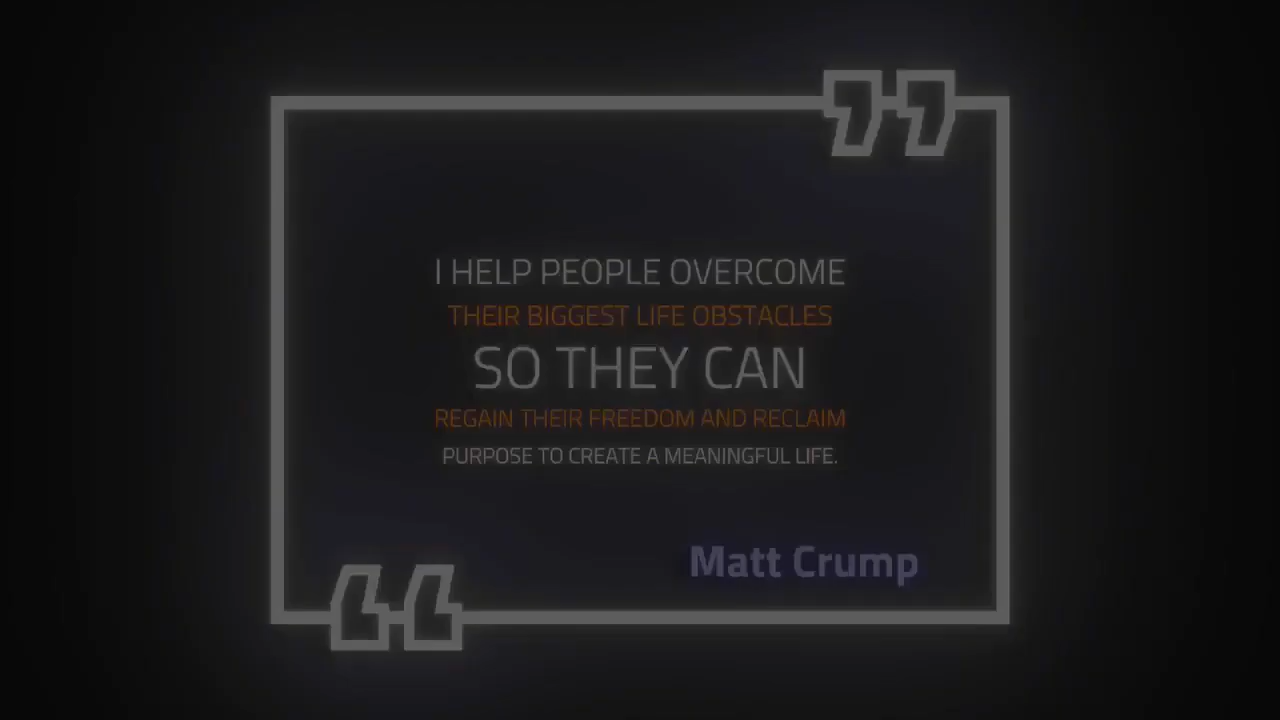 I HELP PEOPLE OVERCOME
THEIR BIGGEST LIFE OBSTACLES
SO THEY CAN
REGAIN THEIR FREEDOM AND RECLAIM
PURPOSE TO CREATE A MEANINGFUL LIFE.
Matt Crump